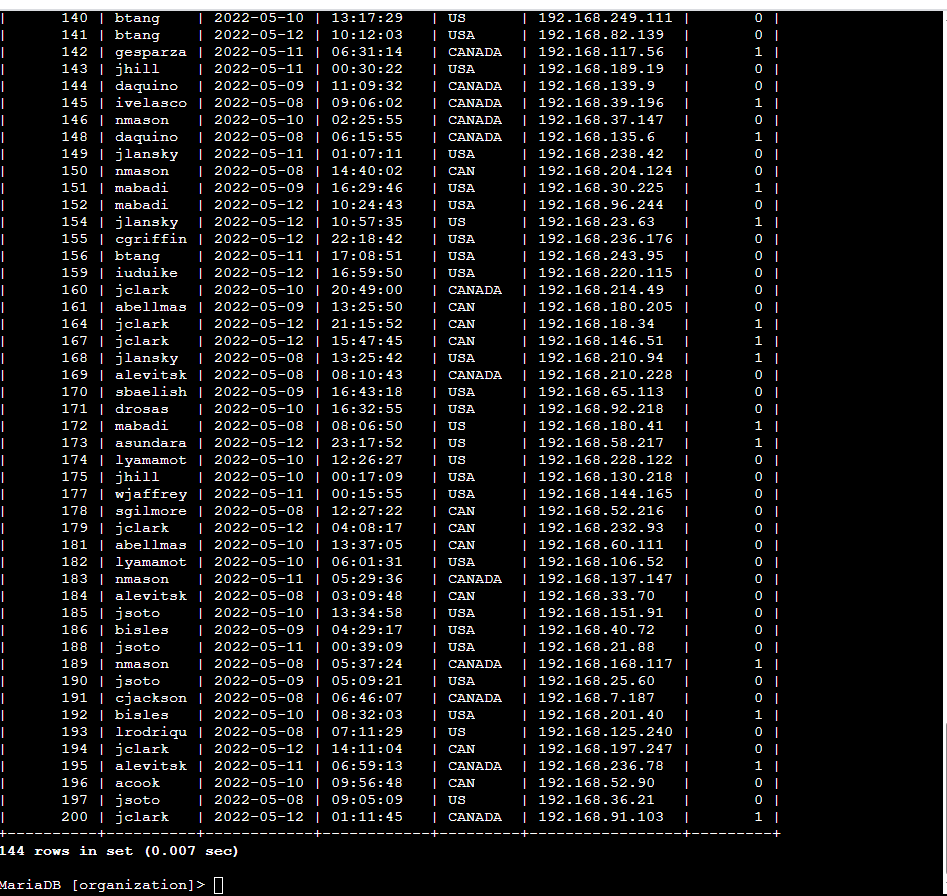 |      140 | btang    | 2022-05-10 | 13:17:29   | US      | 192.168.249.111 |       0 |
|      141 | btang    | 2022-05-12 | 10:12:03   | USA     | 192.168.82.139  |       0 |
|      142 | gesparza | 2022-05-11 | 06:31:14   | CANADA  | 192.168.117.56  |       1 |
|      143 | jhill    | 2022-05-11 | 00:30:22   | USA     | 192.168.189.19  |       0 |
|      144 | daquino  | 2022-05-09 | 11:09:32   | CANADA  | 192.168.139.9   |       0 |
|      145 | ivelasco | 2022-05-08 | 09:06:02   | CANADA  | 192.168.39.196  |       1 |
|      146 | nmason   | 2022-05-10 | 02:25:55   | CANADA  | 192.168.37.147  |       0 |
|      148 | daquino  | 2022-05-08 | 06:15:55   | CANADA  | 192.168.135.6   |       1 |
|      149 | jlansky  | 2022-05-11 | 01:07:11   | USA     | 192.168.238.42  |       0 |
|      150 | nmason   | 2022-05-08 | 14:40:02   | CAN     | 192.168.204.124 |       0 |
|      151 | mabadi   | 2022-05-09 | 16:29:46   | USA     | 192.168.30.225  |       1 |
|      152 | mabadi   | 2022-05-12 | 10:24:43   | USA     | 192.168.96.244  |       0 |
|      154 | jlansky  | 2022-05-12 | 10:57:35   | US      | 192.168.23.63   |       1 |
|      155 | cgriffin | 2022-05-12 | 22:18:42   | USA     | 192.168.236.176 |       0 |
|      156 | btang    | 2022-05-11 | 17:08:51   | USA     | 192.168.243.95  |       0 |
|      159 | iuduike  | 2022-05-12 | 16:59:50   | USA     | 192.168.220.115 |       0 |
|      160 | jclark   | 2022-05-10 | 20:49:00   | CANADA  | 192.168.214.49  |       0 |
|      161 | abellmas | 2022-05-09 | 13:25:50   | CAN     | 192.168.180.205 |       0 |
|      164 | jclark   | 2022-05-12 | 21:15:52   | CAN     | 192.168.18.34   |       1 |
|      167 | jclark   | 2022-05-12 | 15:47:45   | CAN     | 192.168.146.51  |       1 |
|      168 | jlansky  | 2022-05-08 | 13:25:42   | USA     | 192.168.210.94  |       1 |
|      169 | alevitsk | 2022-05-08 | 08:10:43   | CANADA  | 192.168.210.228 |       0 |
|      170 | sbaelish | 2022-05-09 | 16:43:18   | USA     | 192.168.65.113  |       0 |
|      171 | drosas   | 2022-05-10 | 16:32:55   | USA     | 192.168.92.218  |       0 |
|      172 | mabadi   | 2022-05-08 | 08:06:50   | US      | 192.168.180.41  |       1 |
|      173 | asundara | 2022-05-12 | 23:17:52   | US      | 192.168.58.217  |       1 |
|      174 | lyamamot | 2022-05-10 | 12:26:27   | US      | 192.168.228.122 |       0 |
|      175 | jhill    | 2022-05-10 | 00:17:09   | USA     | 192.168.130.218 |       0 |
|      177 | wjaffrey | 2022-05-11 | 00:15:55   | USA     | 192.168.144.165 |       0 |
|      178 | sgilmore | 2022-05-08 | 12:27:22   | CAN     | 192.168.52.216  |       0 |
|      179 | jclark   | 2022-05-12 | 04:08:17   | CAN     | 192.168.232.93  |       0 |
|      181 | abellmas | 2022-05-10 | 13:37:05   | CAN     | 192.168.60.111  |       0 |
|      182 | lyamamot | 2022-05-10 | 06:01:31   | USA     | 192.168.106.52  |       0 |
|      183 | nmason   | 2022-05-11 | 05:29:36   | CANADA  | 192.168.137.147 |       0 |
|      184 | alevitsk | 2022-05-08 | 03:09:48   | CAN     | 192.168.33.70   |       0 |
|      185 | jsoto    | 2022-05-10 | 13:34:58   | USA     | 192.168.151.91  |       0 |
|      186 | bisles   | 2022-05-09 | 04:29:17   | USA     | 192.168.40.72   |       0 |
|      188 | jsoto    | 2022-05-11 | 00:39:09   | USA     | 192.168.21.88   |       0 |
|      189 | nmason   | 2022-05-08 | 05:37:24   | CANADA  | 192.168.168.117 |       1 |
|      190 | jsoto    | 2022-05-09 | 05:09:21   | USA     | 192.168.25.60   |       0 |
|      191 | cjackson | 2022-05-08 | 06:46:07   | CANADA  | 192.168.7.187   |       0 |
|      192 | bisles   | 2022-05-10 | 08:32:03   | USA     | 192.168.201.40  |       1 |
|      193 | lrodriqu | 2022-05-08 | 07:11:29   | US      | 192.168.125.240 |       0 |
|      194 | jclark   | 2022-05-12 | 14:11:04   | CAN     | 192.168.197.247 |       0 |
|      195 | alevitsk | 2022-05-11 | 06:59:13   | CANADA  | 192.168.236.78  |       1 |
|      196 | acook    | 2022-05-10 | 09:56:48   | CAN     | 192.168.52.90   |       0 |
|      197 | jsoto    | 2022-05-08 | 09:05:09   | US      | 192.168.36.21   |       0 |
|      200 | jclark   | 2022-05-12 | 01:11:45   | CANADA  | 192.168.91.103  |       1 |
+----------+----------+------------+------------+---------+-----------------+---------+
144 rows in set (0.007 sec)
MariaDB [organization]>